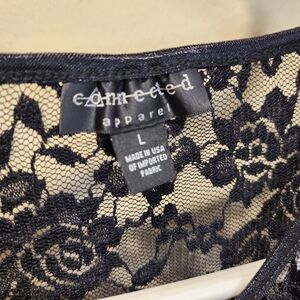 connected
apparel
L
MADE IN USA
OF IMPORTED
FABRIC